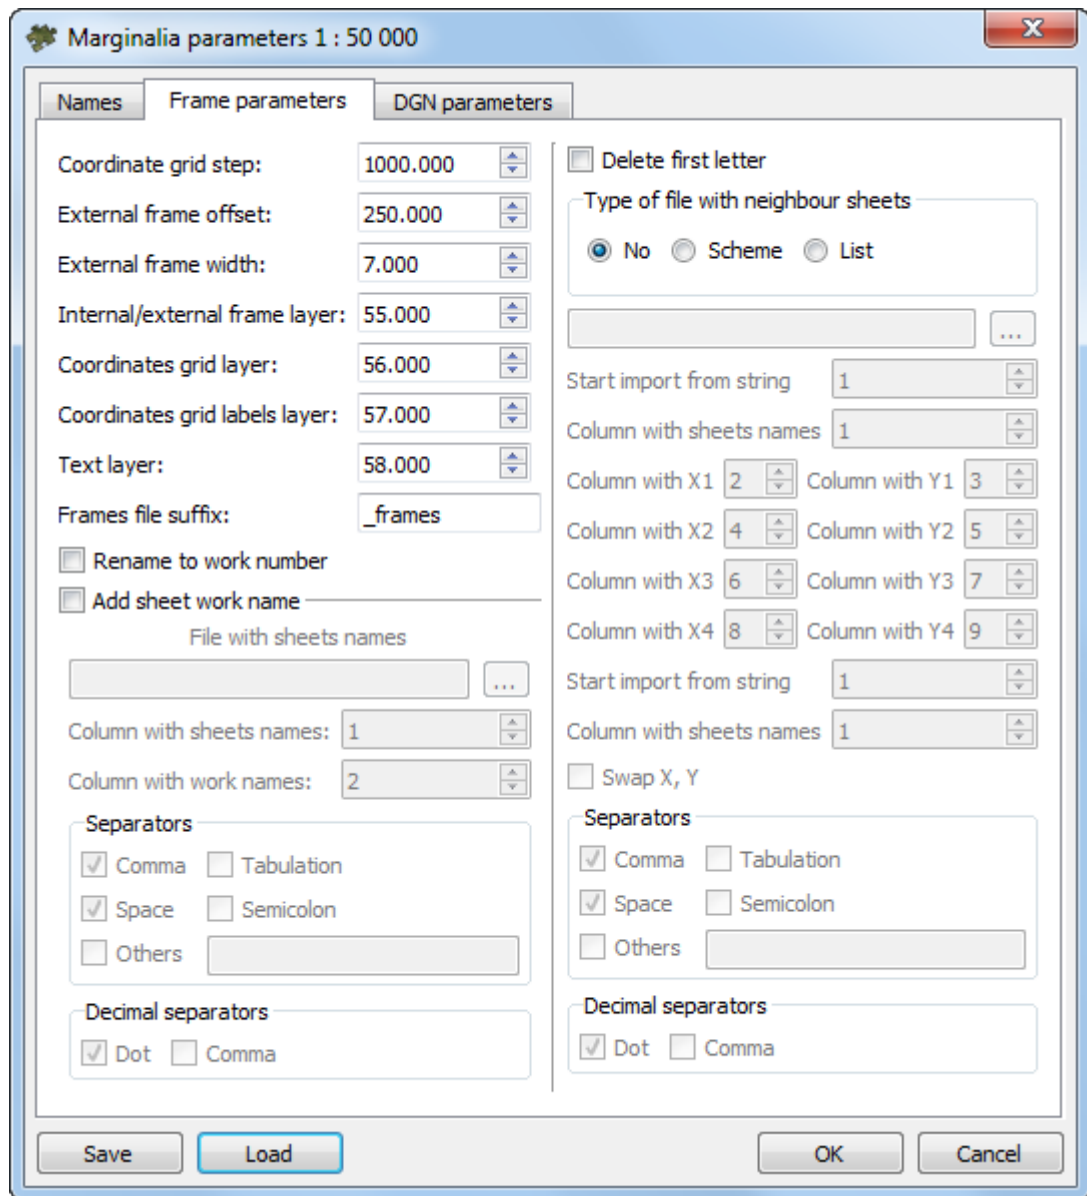 Marginalia parameters 1 : 50 000
Names Frame parameters DGN parameters
Coordinate grid step: 1000.000
External frame offset: 250.000
External frame width: 7.000
Internal/external frame layer: 55.000
Coordinates grid layer: 56.000
Coordinates grid labels layer: 57.000
Text layer: 58.000
Frames file suffix: _frames
Rename to work number
Add sheet work name
File with sheets names
...
Column with sheets names: 1
Column with work names: 2
Separators
Comma Tabulation
Space Semicolon
Others
Decimal separators
Dot Comma
Delete first letter
Type of file with neighbour sheets
No Scheme List
...
Start import from string 1
Column with sheets names 1
Column with X1 2 Column with Y1 3
Column with X2 4 Column with Y2 5
Column with X3 6 Column with Y3 7
Column with X4 8 Column with Y4 9
Start import from string 1
Column with sheets names 1
Swap X, Y
Separators
Comma Tabulation
Space Semicolon
Others
Decimal separators
Dot Comma
Save Load OK Cancel